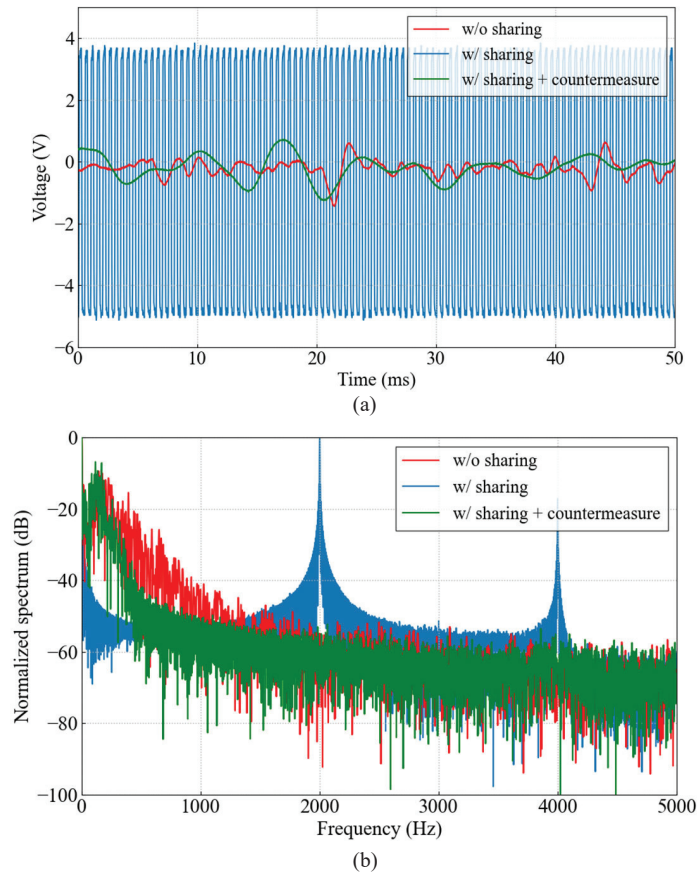 4
2
0
−2
−4
−6
Voltage (V)
w/o sharing
w/ sharing
w/ sharing + countermeasure
0 10 20 30 40 50
Time (ms)
(a)
0
−20
−40
−60
−80
−100
Normalized spectrum (dB)
w/o sharing
w/ sharing
w/ sharing + countermeasure
0 1000 2000 3000 4000 5000
Frequency (Hz)
(b)